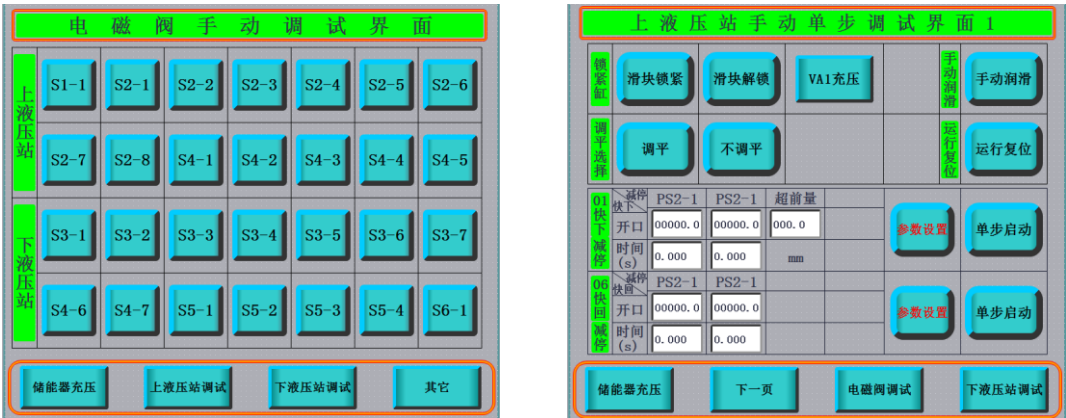 电磁阀手动调试界面
上液压站
S1-1 S2-1 S2-2 S2-3 S2-4 S2-5 S2-6
S2-7 S2-8 S4-1 S4-2 S4-3 S4-4 S4-5
下液压站
S3-1 S3-2 S3-3 S3-4 S3-5 S3-6 S3-7
S4-6 S4-7 S5-1 S5-2 S5-3 S5-4 S6-1
储能器充压 上液压站调试 下液压站调试 其它
上液压站手动单步调试界面1
锁紧缸 滑块锁紧 滑块解锁 VA1充压 手动润滑 手动润滑
调平选择 调平 不调平 运行复位 运行复位
01快下减停 减停 快下 PS2-1 PS2-1 超前量
开口 00000.0 00000.0 000.0 参数设置 单步启动
时间(s) 0.000 0.000 mm
06快回减停 减停 快回 PS2-1 PS2-1
开口 00000.0 00000.0 参数设置 单步启动
时间(s) 0.000 0.000
储能器充压 下一页 电磁阀调试 下液压站调试